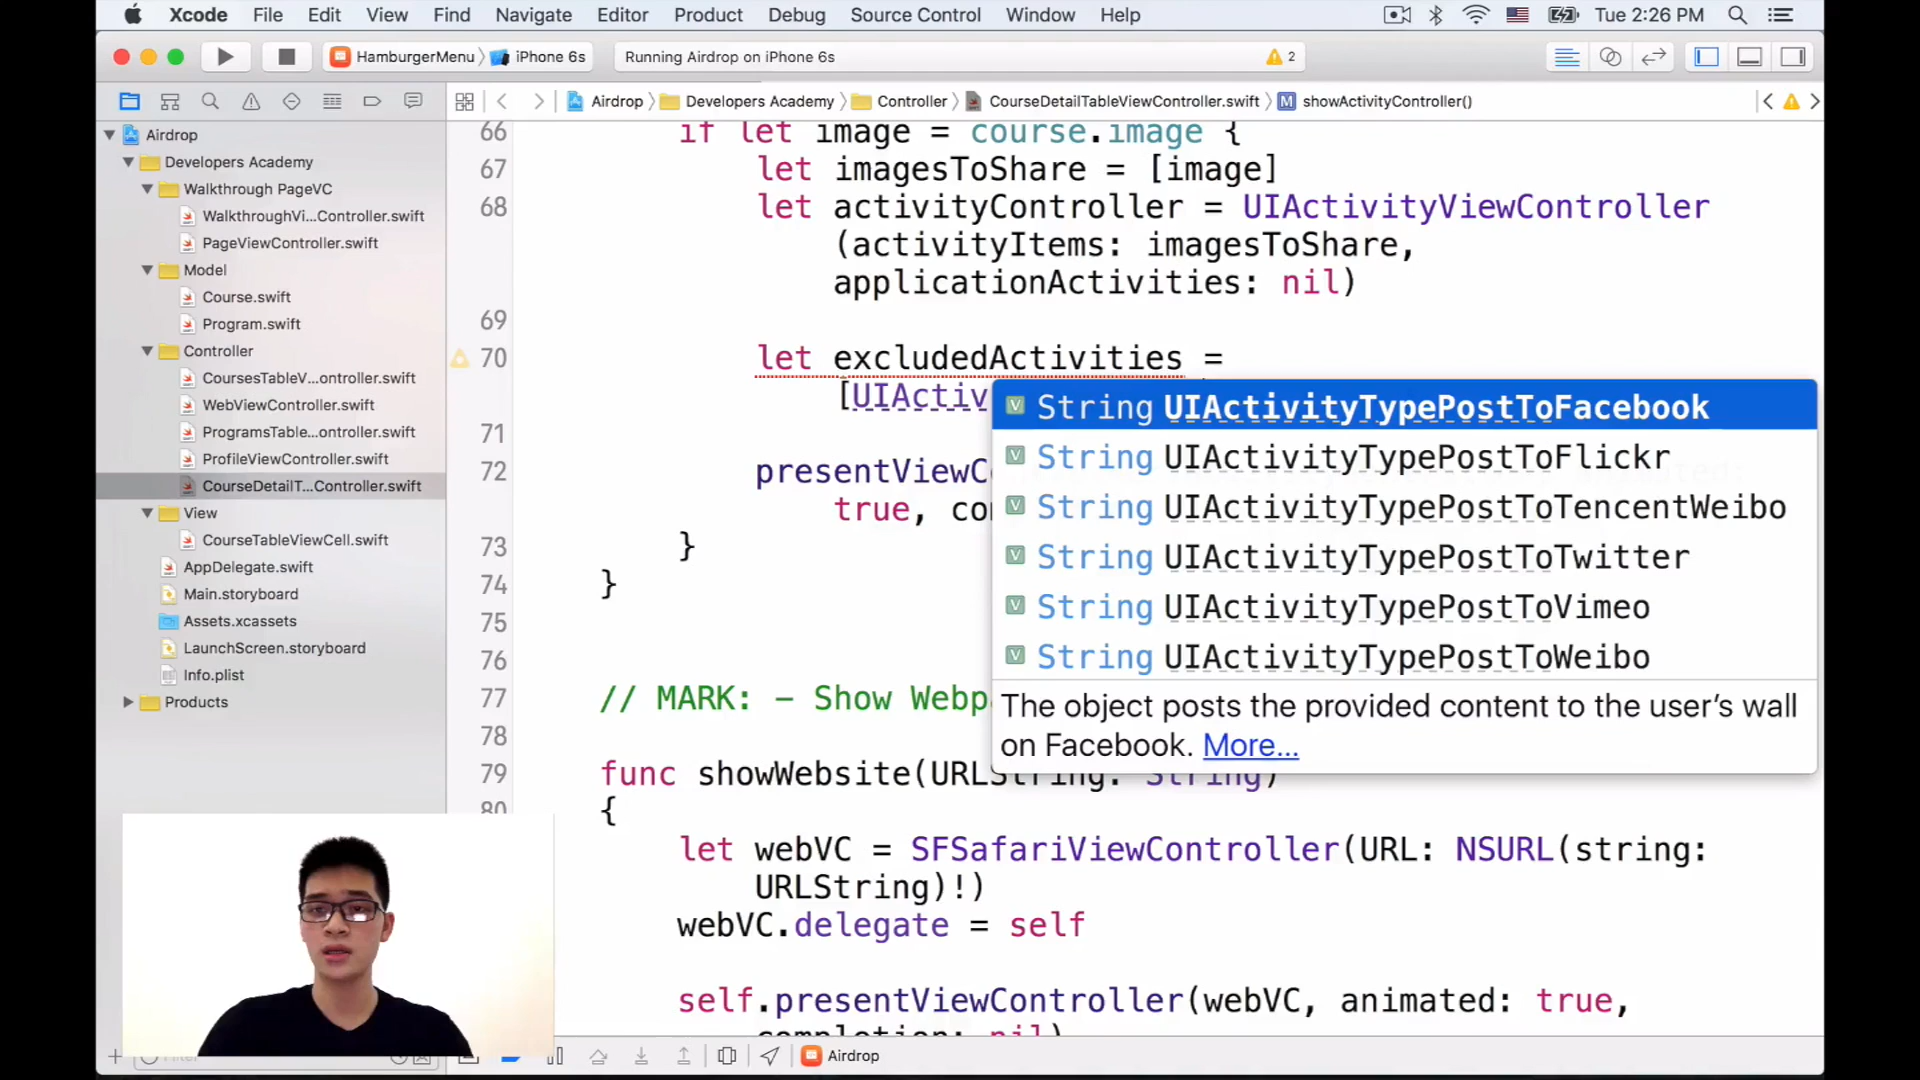 Xcode File Edit View Find Navigate Editor Product Debug Source Control Window Help Tue 2:26 PM
HamburgerMenu iPhone 6s Running Airdrop on iPhone 6s 2
Airdrop Developers Academy Controller CourseDetailTableViewController.swift M showActivityController()
Airdrop
Developers Academy
Walkthrough PageVC
WalkthroughVi...Controller.swift
PageViewController.swift
Model
Course.swift
Program.swift
Controller
CoursesTableV...ontroller.swift
WebViewController.swift
ProgramsTable...ontroller.swift
ProfileViewController.swift
CourseDetailT...Controller.swift
View
CourseTableViewCell.swift
AppDelegate.swift
Main.storyboard
Assets.xcassets
LaunchScreen.storyboard
Info.plist
Products
66 if let image = course.image {
67 let imagesToShare = [image]
68 let activityController = UIActivityViewController
(activityItems: imagesToShare,
applicationActivities: nil)
69
70 let excludedActivities =
[UIActiv
71
72 presentViewC
true, co
73 }
74 }
75
76
77 // MARK: – Show Webp
78
79 func showWebsite(URLString: String)
80 {
let webVC = SFSafariViewController(URL: NSURL(string:
URLString)!)
webVC.delegate = self
self.presentViewController(webVC, animated: true,
completion: nil)
V String UIActivityTypePostToFacebook
V String UIActivityTypePostToFlickr
V String UIActivityTypePostToTencentWeibo
V String UIActivityTypePostToTwitter
V String UIActivityTypePostToVimeo
V String UIActivityTypePostToWeibo
The object posts the provided content to the user’s wall
on Facebook. More...
Airdrop